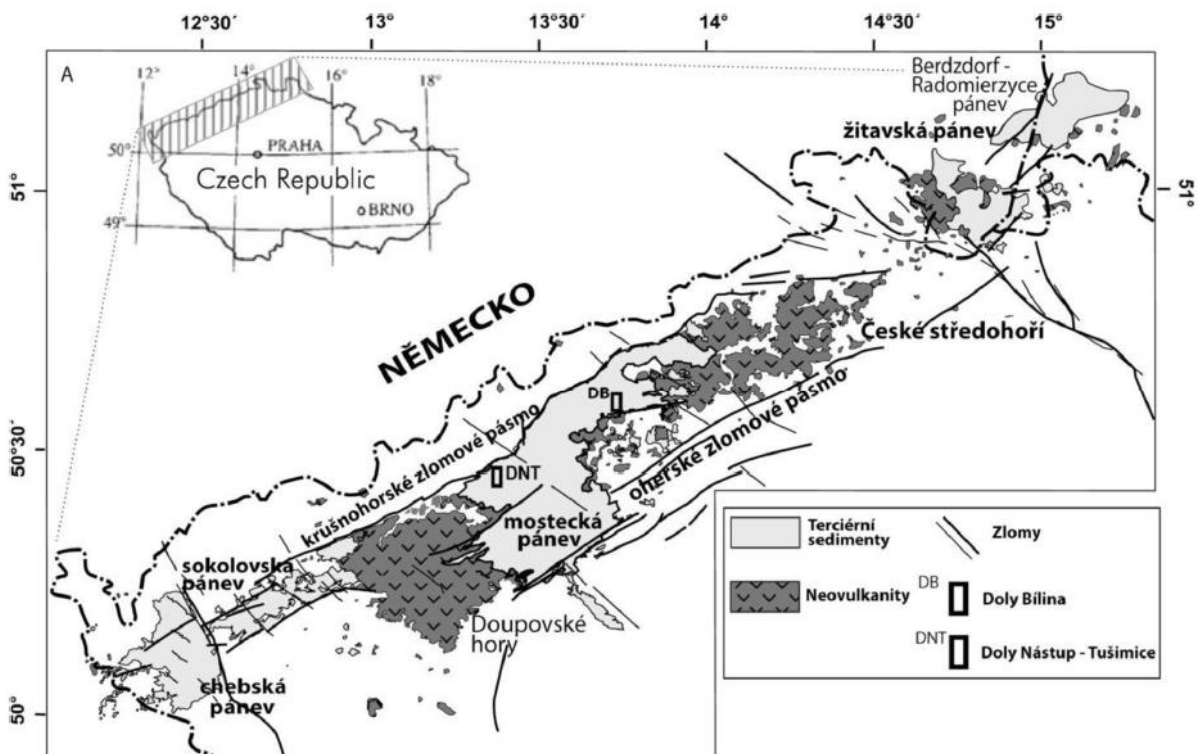 12°30´
13°
13°30´
14°
14°30´
15°
A
12°
14°
16°
18°
50°
PRAHA
Czech Republic
BRNO
49°
Berdzdorf -
Radomierzyce
pánev
žitavská pánev
51°
51°
NĚMECKO
České středohoří
DB
krušnohorské zlomové pásmo
oherské zlomové pásmo
50°30´
DNT
mostecká
pánev
sokolovská
pánev
Doupovské
hory
chebská
pánev
50°
Terciérní
sedimenty
Zlomy
Neovulkanity
DB
Doly Bílina
DNT
Doly Nástup - Tušimice